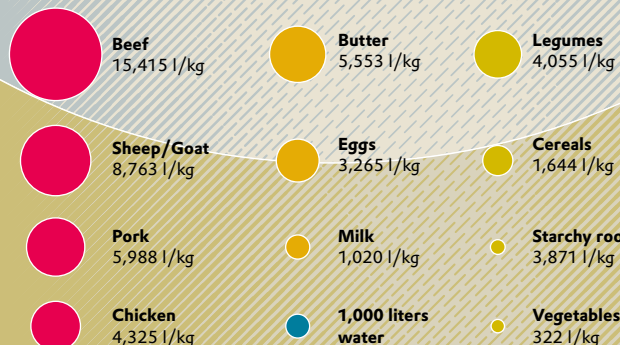 Beef
15,415 l/kg
Sheep/Goat
8,763 l/kg
Pork
5,988 l/kg
Chicken
4,325 l/kg
Butter
5,553 l/kg
Eggs
3,265 l/kg
Milk
1,020 l/kg
1,000 liters
water
Legumes
4,055 l/kg
Cereals
1,644 l/kg
Starchy
3,871 l/kg
Vegetables
322 l/kg